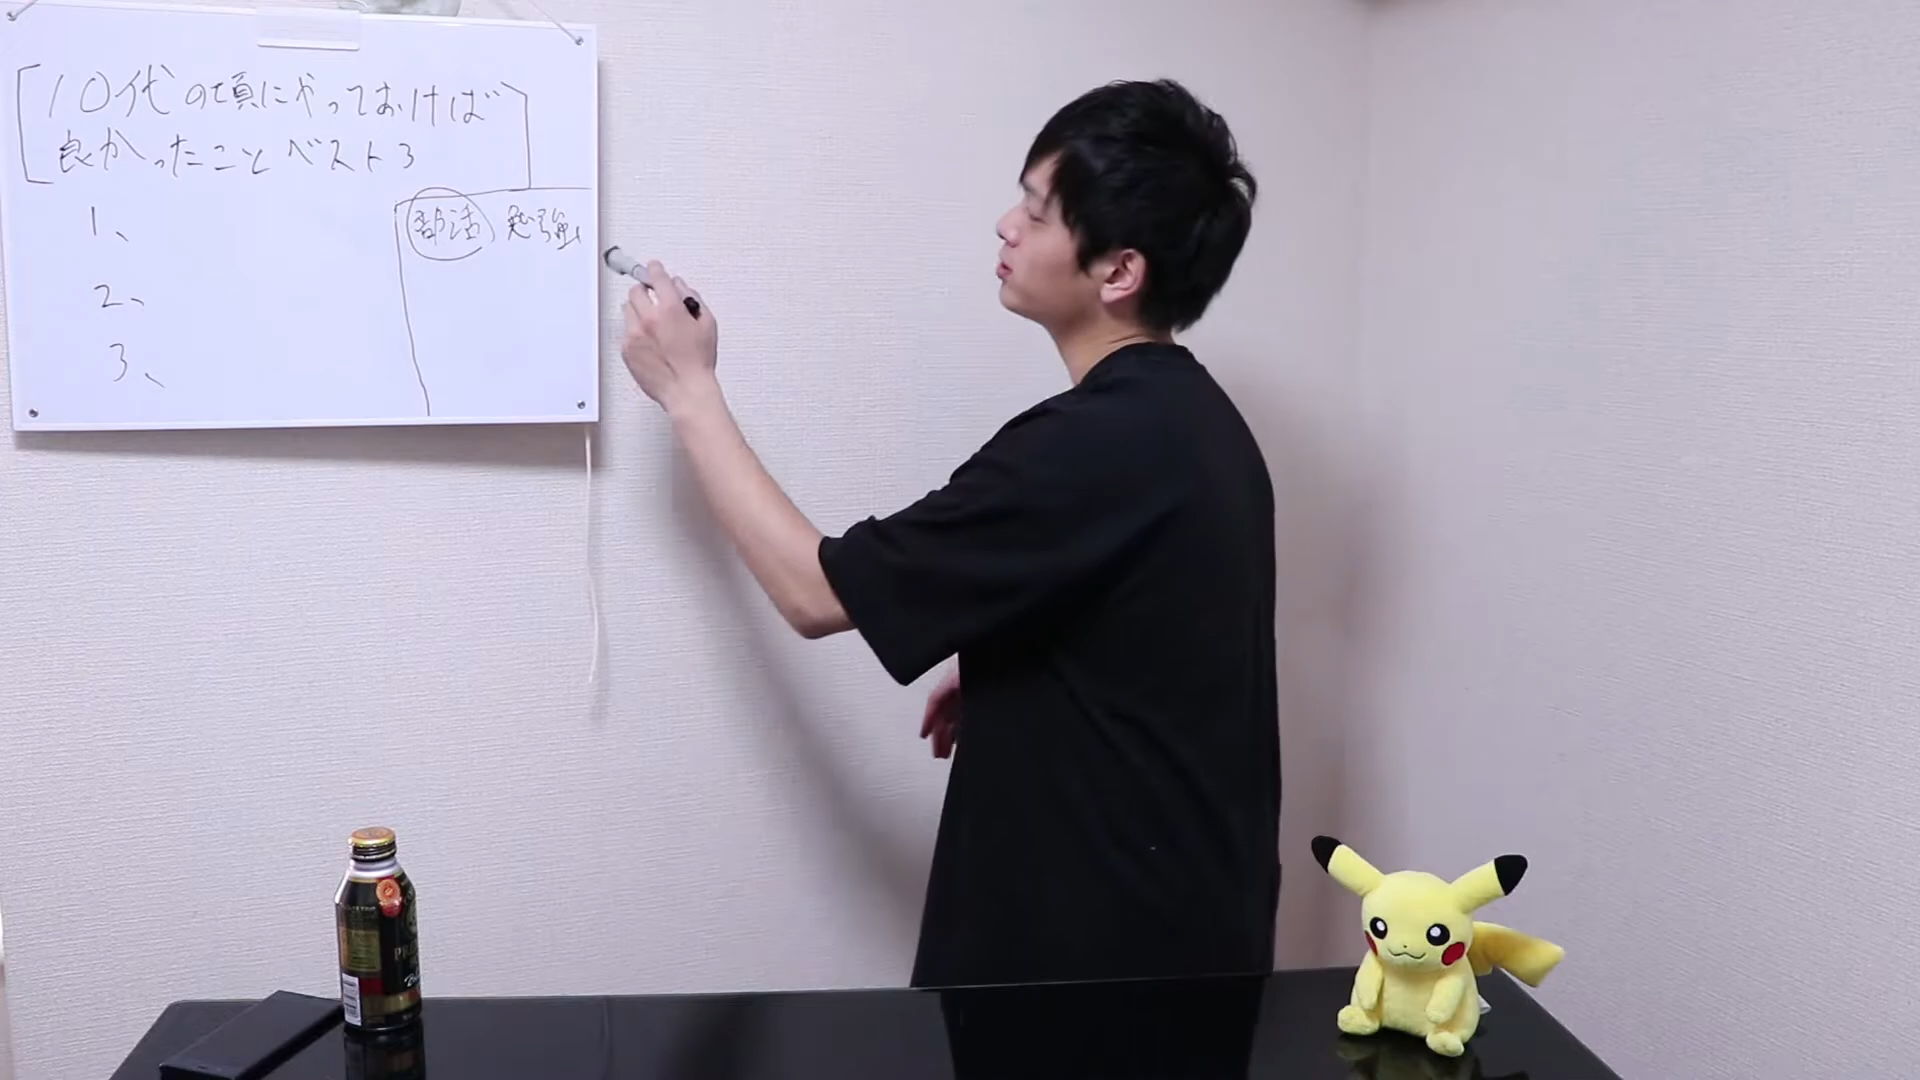 [10代の頃にやっておけば
良かったことベスト3]
1、
部活 勉強
2、
3、